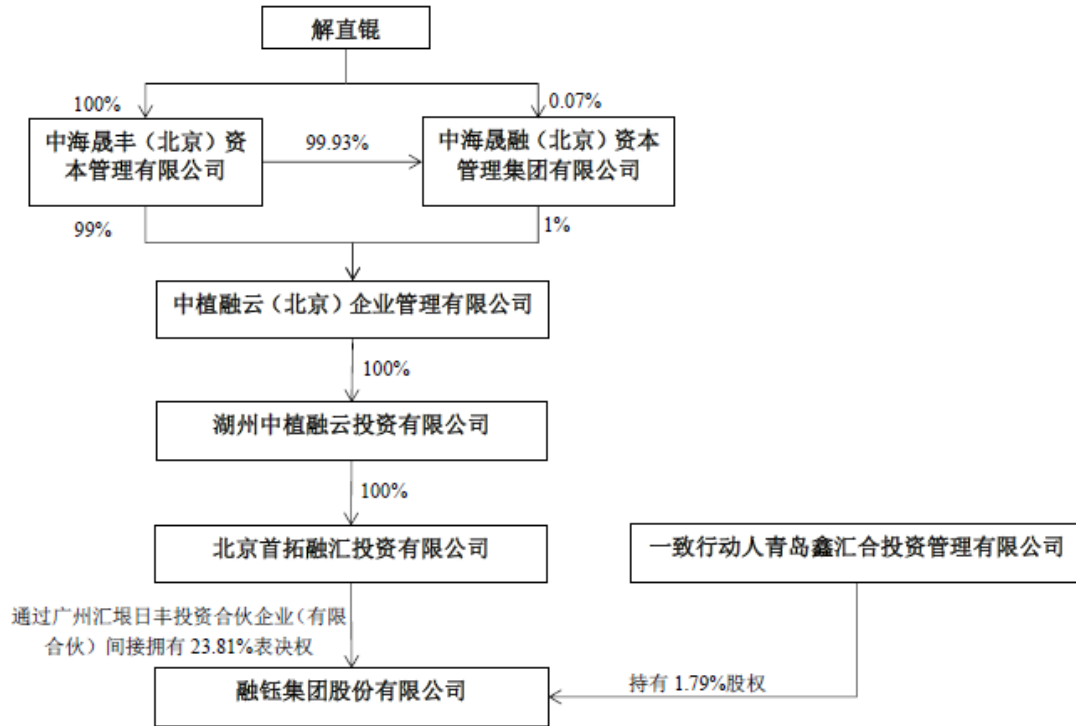 解直锟
100%
0.07%
中海晟丰（北京）资
本管理有限公司
99.93%
中海晟融（北京）资本
管理集团有限公司
99%
1%
中植融云（北京）企业管理有限公司
100%
湖州中植融云投资有限公司
100%
北京首拓融汇投资有限公司
一致行动人青岛鑫汇合投资管理有限公司
通过广州汇垠日丰投资合伙企业（有限
合伙）间接拥有 23.81%表决权
融钰集团股份有限公司
持有 1.79%股权